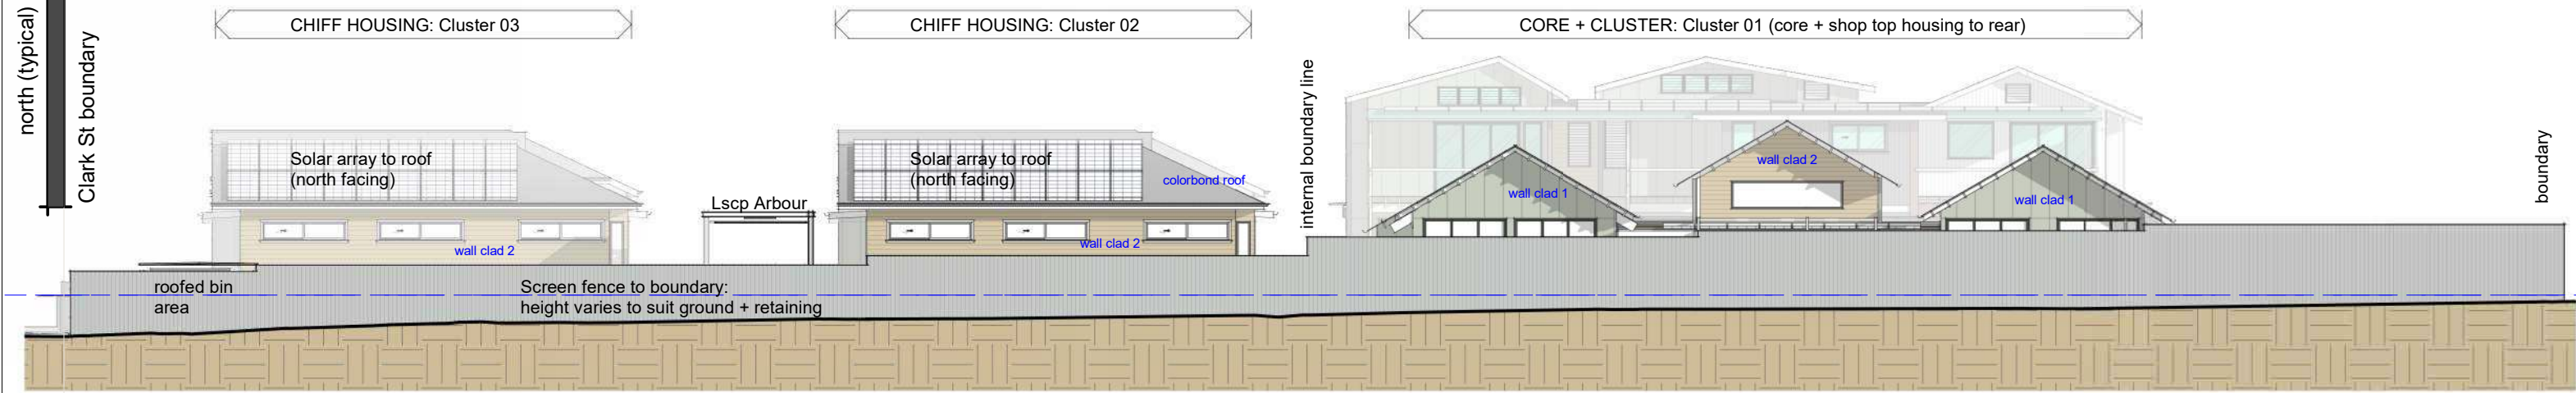 north (typical)
Clark St boundary
CHIFF HOUSING: Cluster 03
CHIFF HOUSING: Cluster 02
CORE + CLUSTER: Cluster 01 (core + shop top housing to rear)
Solar array to roof
(north facing)
wall clad 2
Lscp Arbour
Solar array to roof
(north facing)
colorbond roof
wall clad 2
internal boundary line
wall clad 1
wall clad 2
wall clad 1
boundary
roofed bin
area
Screen fence to boundary:
height varies to suit ground + retaining